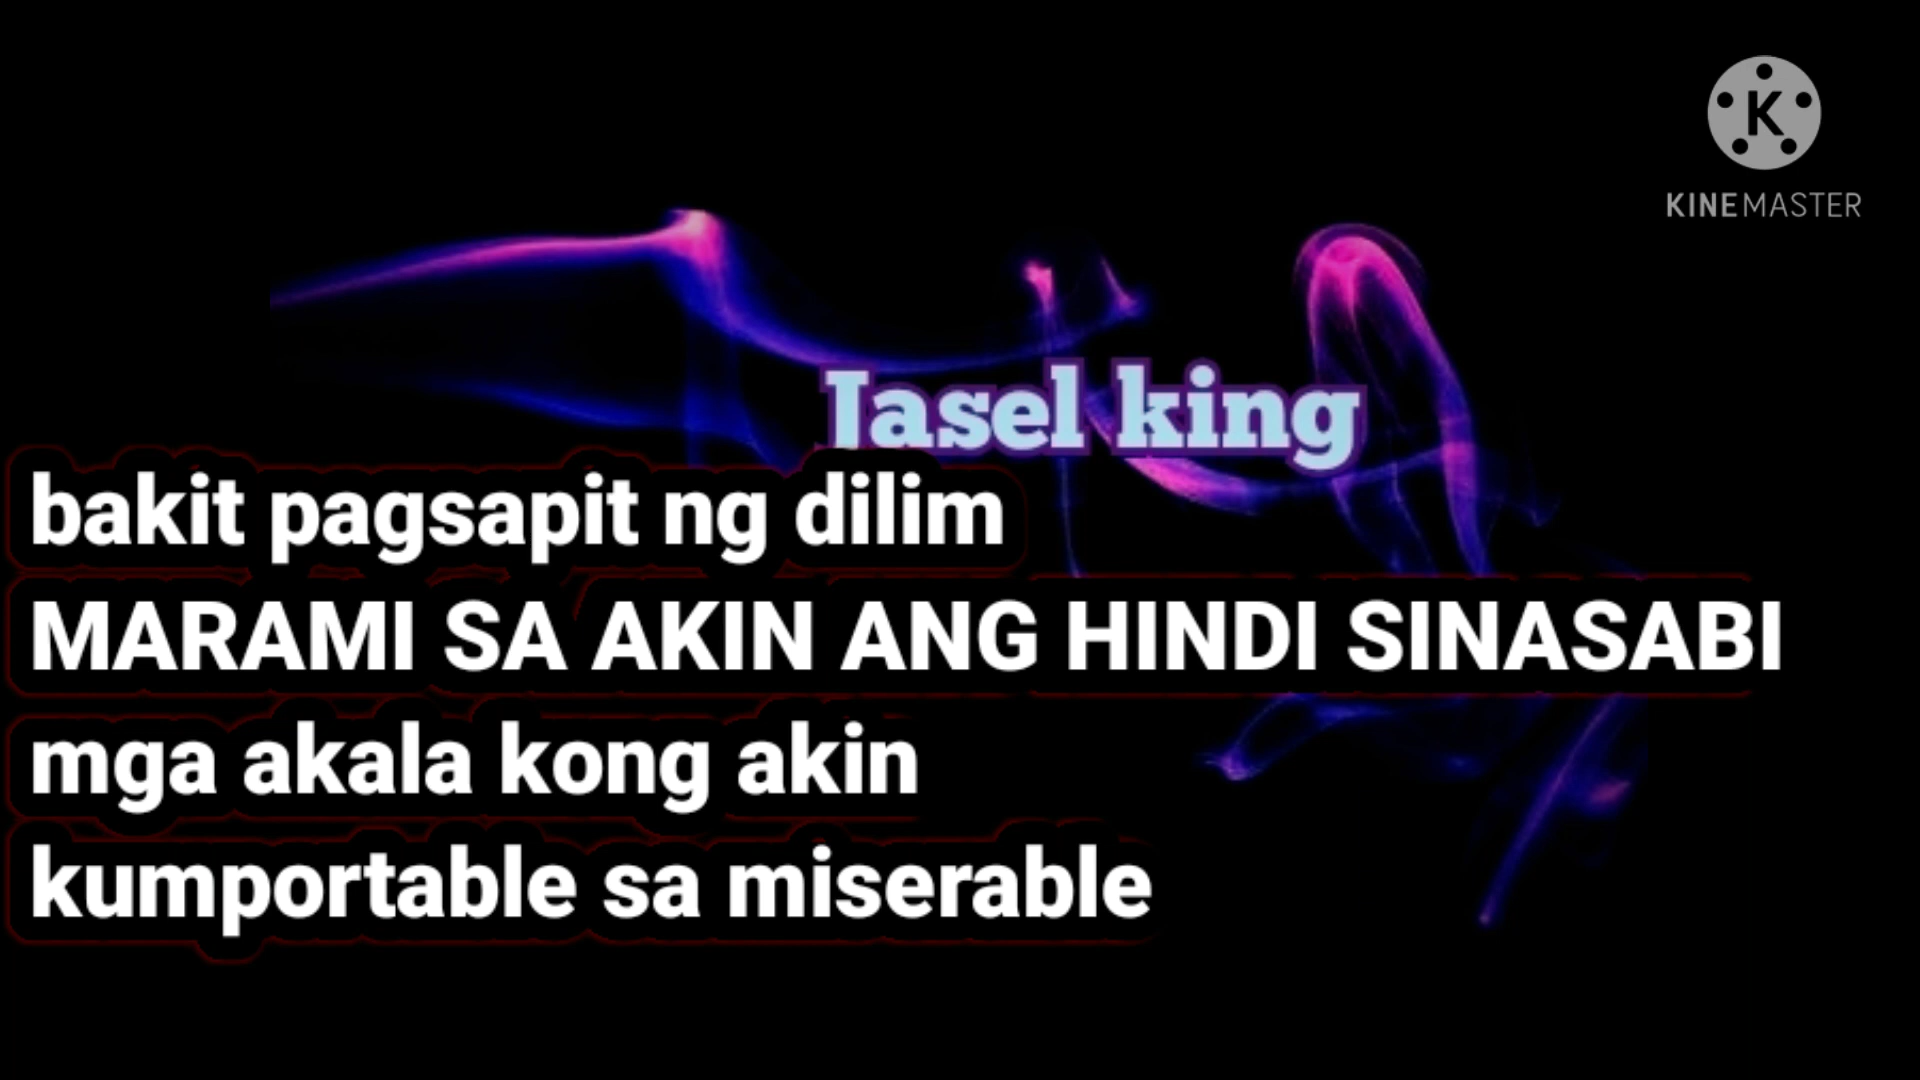 KINEMASTER
Jasel king
bakit pagsapit ng dilim
MARAMI SA AKIN ANG HINDI SINASABI
mga akala kong akin
kumportable sa miserable